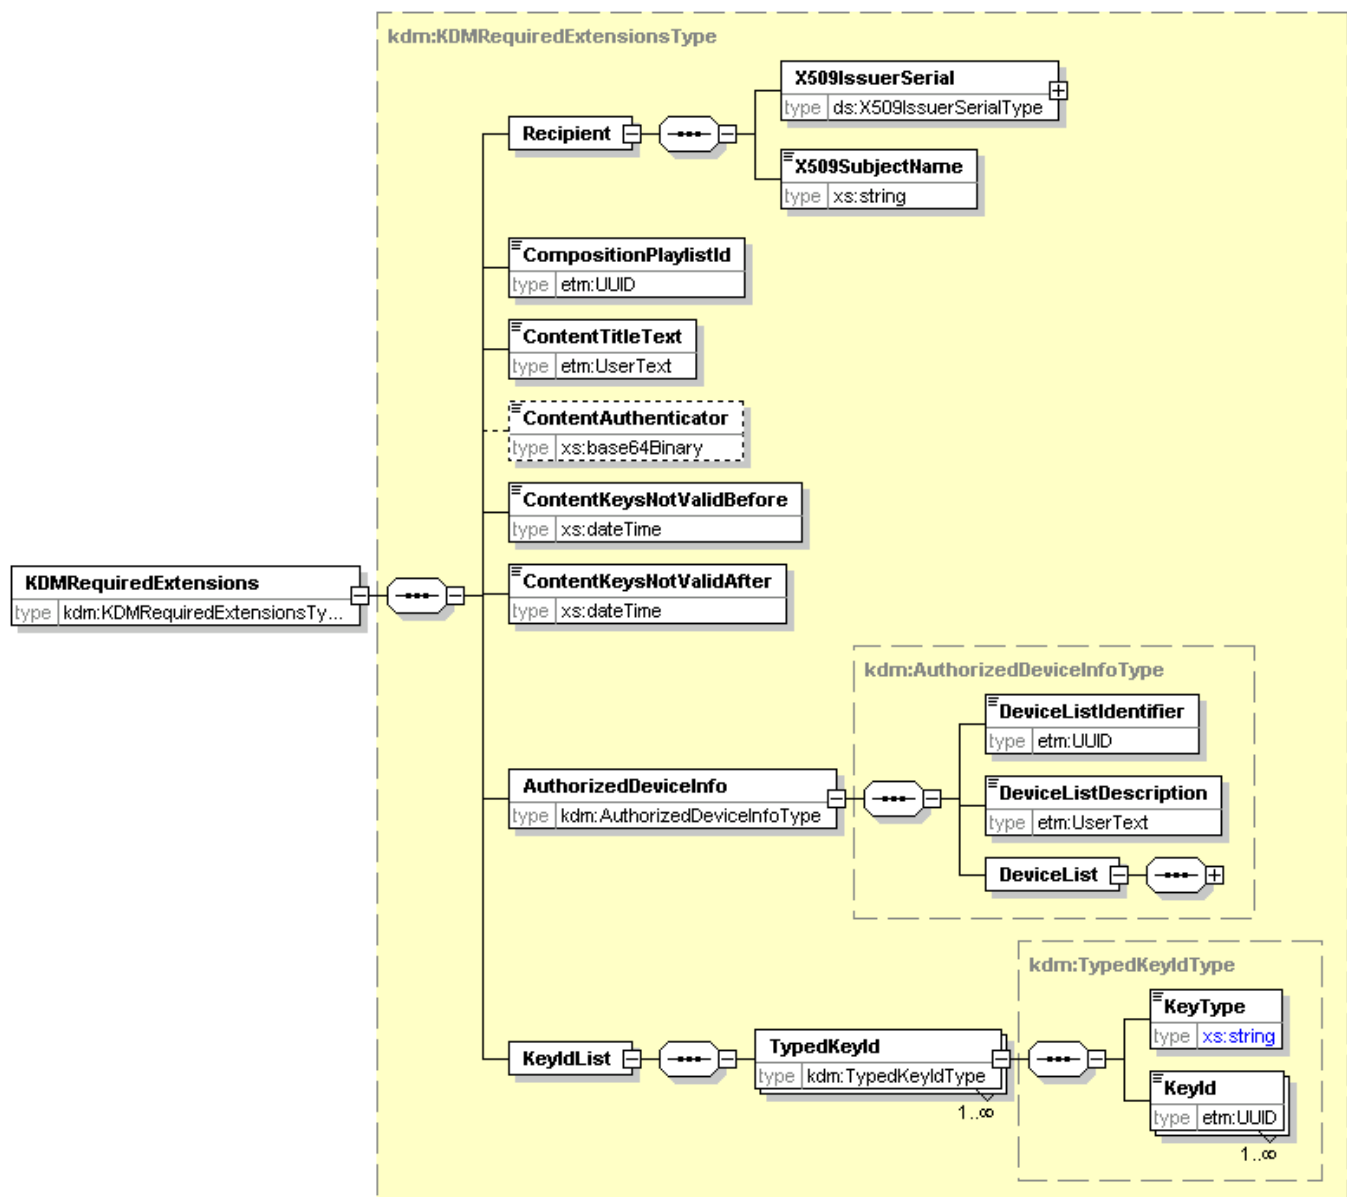 kdm:KDMRequiredExtensionsType
X509IssuerSerial
type ds:X509IssuerSerialType
Recipient
X509SubjectName
type xs:string
CompositionPlaylistId
type etm:UUID
ContentTitleText
type etm:UserText
ContentAuthenticator
type xs:base64Binary
ContentKeysNotValidBefore
type xs:dateTime
KDMRequiredExtensions
type kdm:KDMRequiredExtensionsTy...
ContentKeysNotValidAfter
type xs:dateTime
kdm:AuthorizedDeviceInfoType
DeviceListIdentifier
type etm:UUID
AuthorizedDeviceInfo
type kdm:AuthorizedDeviceInfoType
DeviceListDescription
type etm:UserText
DeviceList
kdm:TypedKeyIdType
KeyType
type xs:string
KeyIdList
TypedKeyId
type kdm:TypedKeyIdType
1..∞
KeyId
type etm:UUID
1..∞